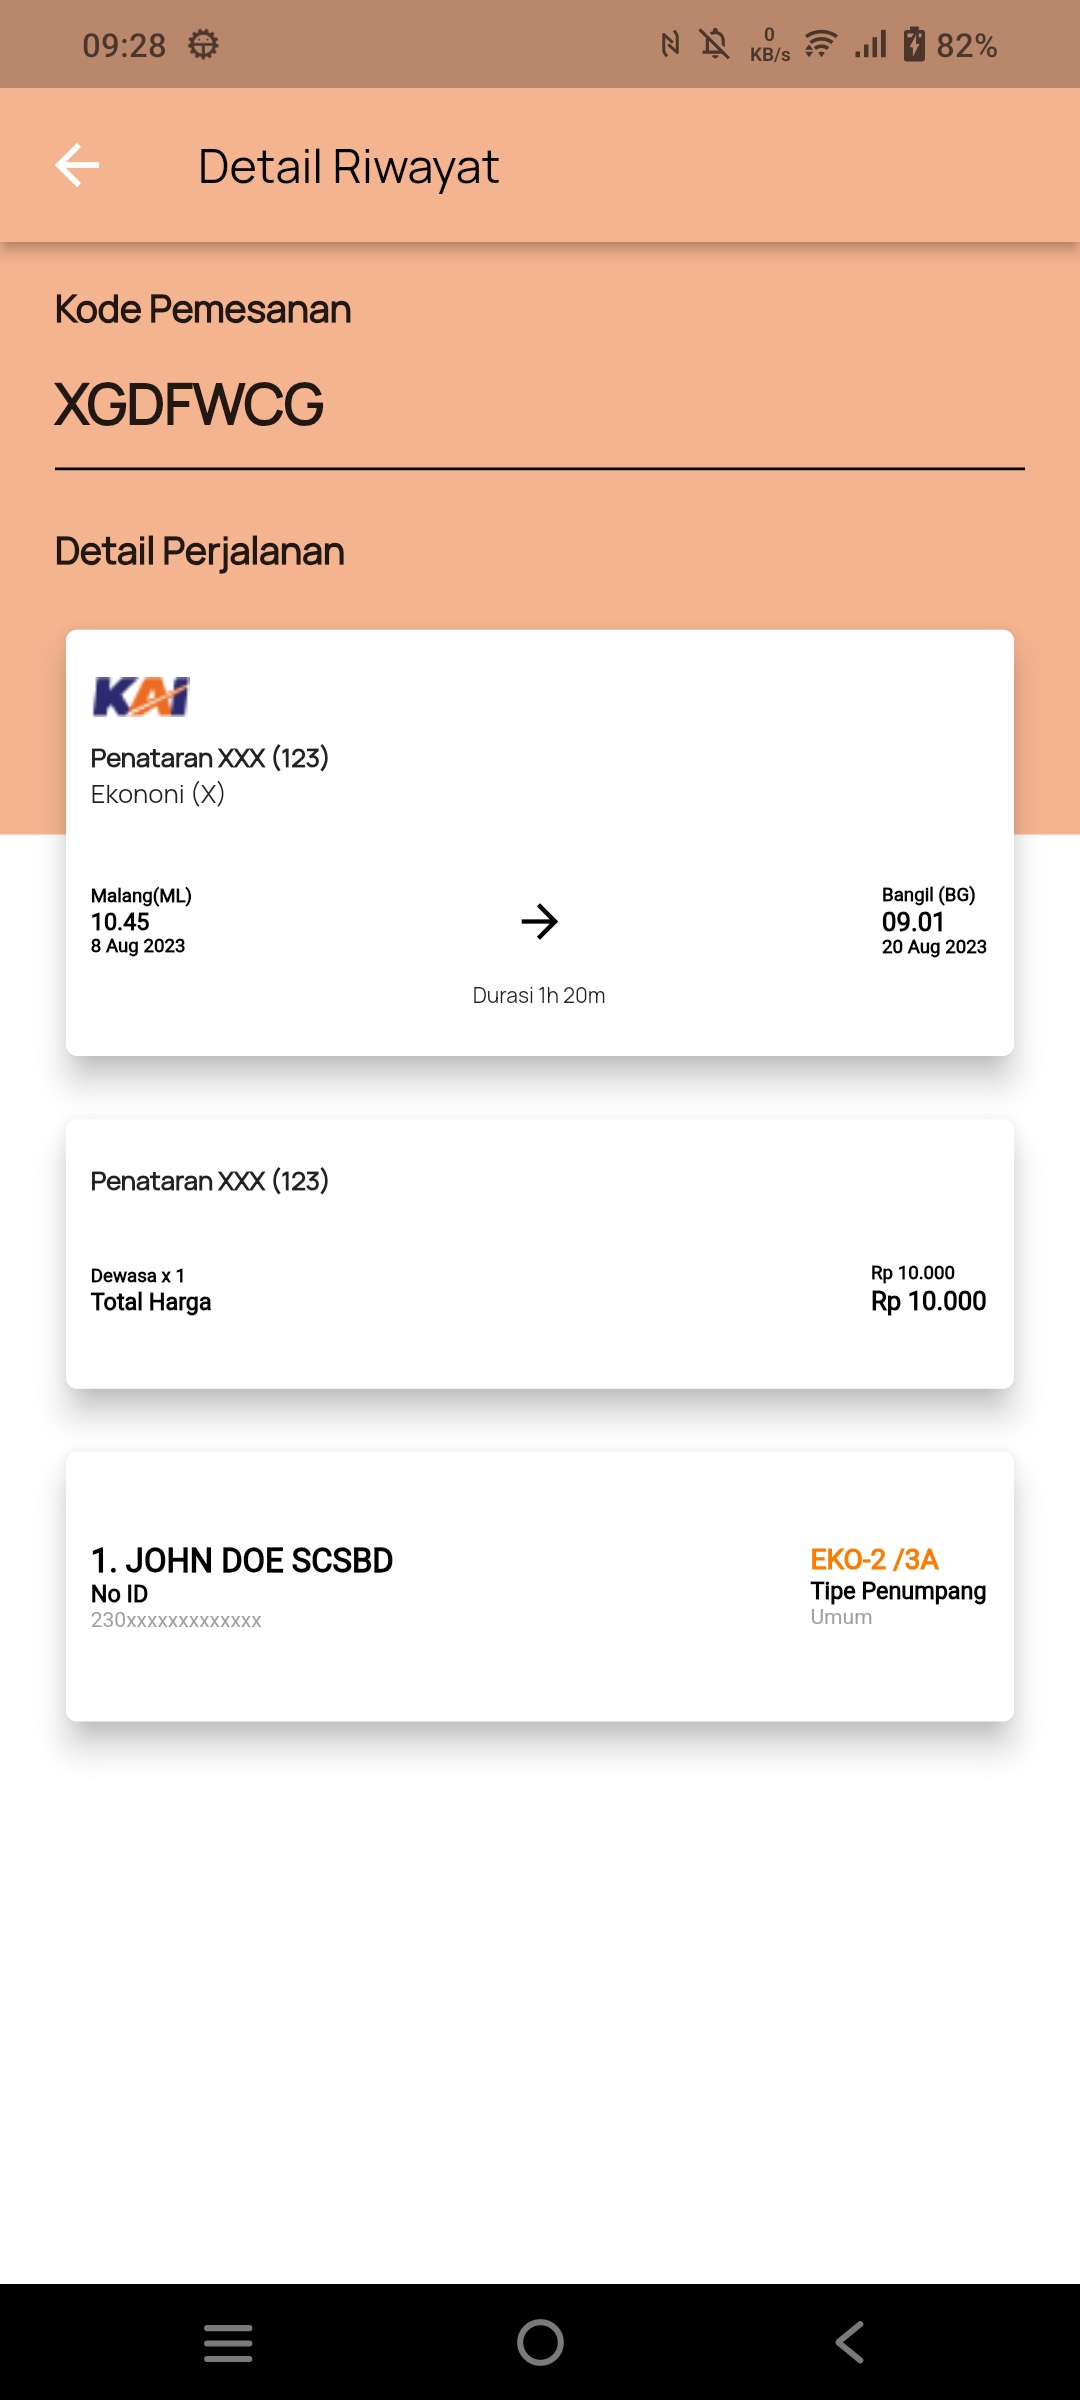 09:28
0
KB/s
82%
Detail Riwayat
Kode Pemesanan
XGDFWCG
Detail Perjalanan
KAI
Penataran XXX (123)
Ekononi (X)
Malang(ML)
10.45
8 Aug 2023
Bangil (BG)
09.01
20 Aug 2023
Durasi 1h 20m
Penataran XXX (123)
Dewasa x 1
Rp 10.000
Total Harga
Rp 10.000
1. JOHN DOE SCSBD
No ID
230xxxxxxxxxxxxx
EKO-2 /3A
Tipe Penumpang
Umum